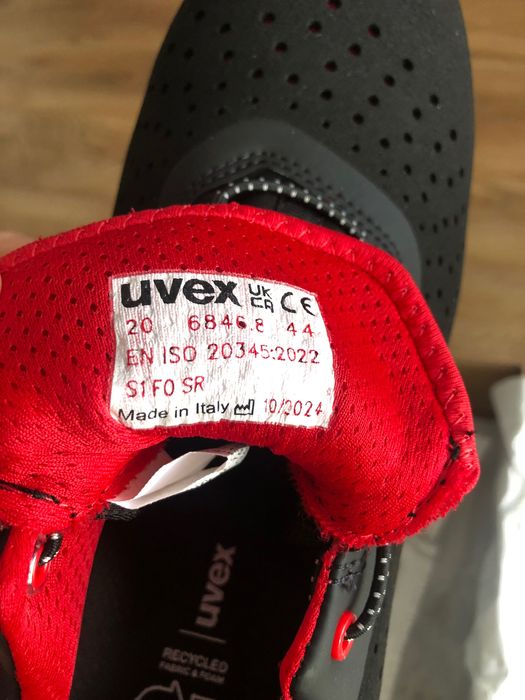 uvex UK CA CE
20 6846.8 44
EN ISO 20345:2022
S1 FO SR
Made in Italy 10/2024
uvex
RECYCLED
FABRIC & FOAM